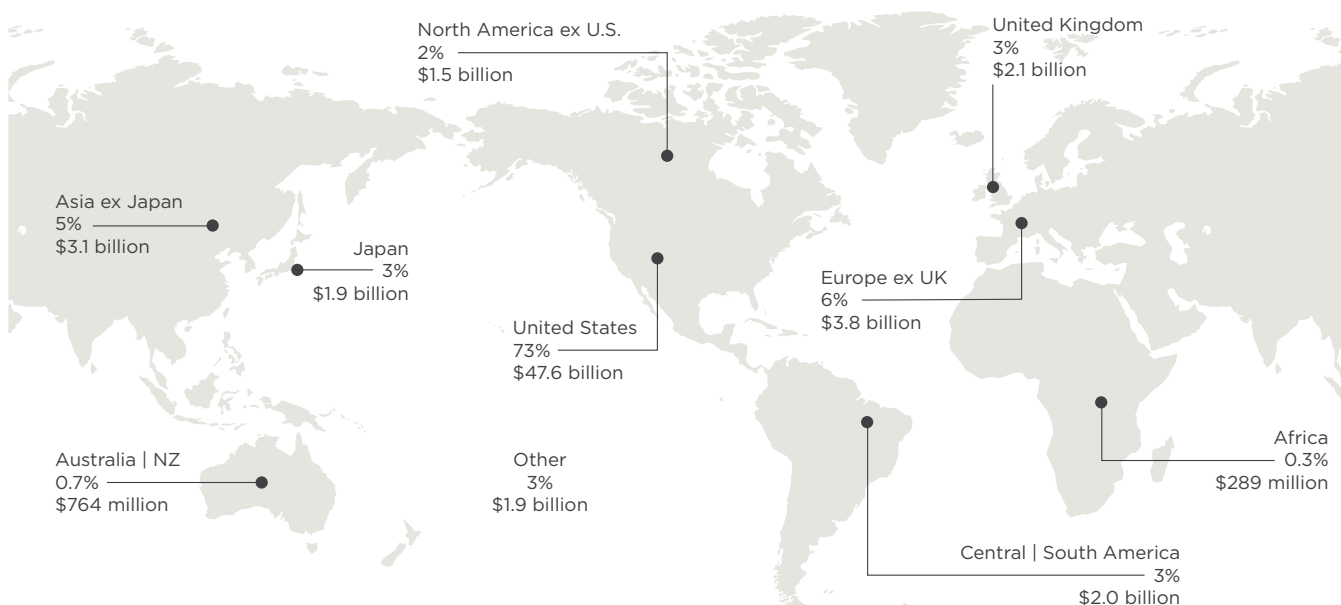 North America ex U.S.
2%
$1.5 billion
United Kingdom
3%
$2.1 billion
Asia ex Japan
5%
$3.1 billion
Japan
3%
$1.9 billion
Europe ex UK
6%
$3.8 billion
United States
73%
$47.6 billion
Australia | NZ
0.7%
$764 million
Other
3%
$1.9 billion
Africa
0.3%
$289 million
Central | South America
3%
$2.0 billion